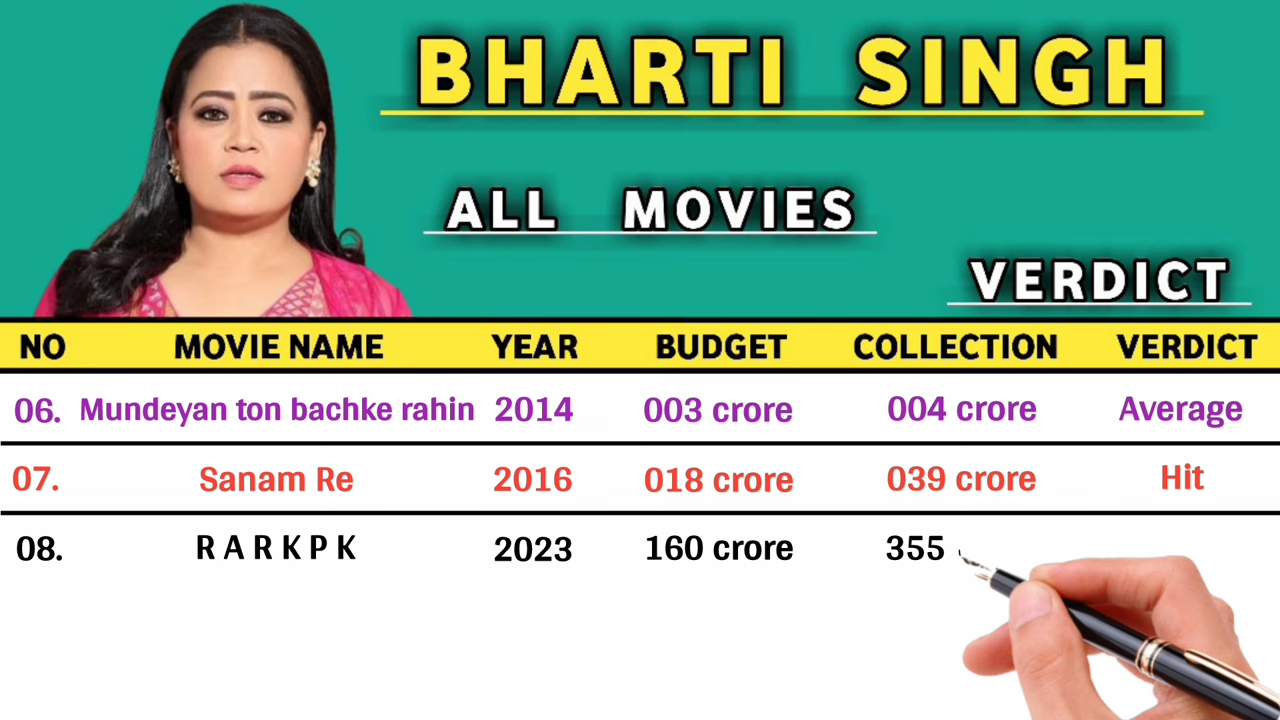 BHARTI SINGH
ALL MOVIES
VERDICT
NO MOVIE NAME YEAR BUDGET COLLECTION VERDICT
06. Mundeyan ton bachke rahin 2014 003 crore 004 crore Average
07. Sanam Re 2016 018 crore 039 crore Hit
08. R A R K P K 2023 160 crore 355